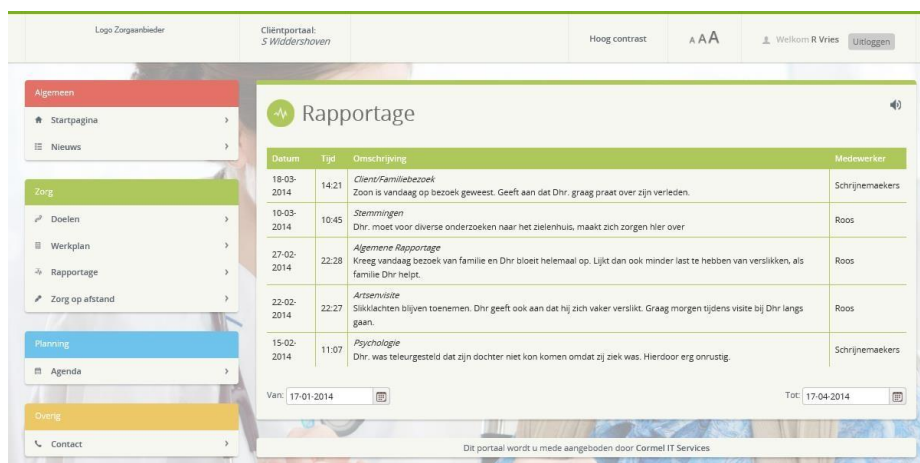 Logo Zorgaanbieder
Cliëntportaal:
S Widdershoven
Hoog contrast
A A A
Welkom R Vries
Uitloggen
Algemeen
Startpagina
Nieuws
Zorg
Doelen
Werkplan
Rapportage
Zorg op afstand
Planning
Agenda
Overig
Contact
Rapportage
Datum Tijd Omschrijving Medewerker
18-03-2014 14:21 Client/Familiebezoek
Zoon is vandaag op bezoek geweest. Geeft aan dat Dhr. graag praat over zijn verleden. Schrijnemaekers
10-03-2014 10:45 Stemmingen
Dhr. moet voor diverse onderzoeken naar het zielenhuis, maakt zich zorgen hier over Roos
27-02-2014 22:28 Algemene Rapportage
Kreeg vandaag bezoek van familie en Dhr bloeit helemaal op. Lijkt dan ook minder last te hebben van verslikken, als
familie Dhr helpt. Roos
22-02-2014 22:27 Artsenvisite
Slikklachten blijven toenemen. Dhr geeft ook aan dat hij zich vaker verslikt. Graag morgen tijdens visite bij Dhr langs
gaan. Roos
15-02-2014 11:07 Psychologie
Dhr. was teleurgesteld dat zijn dochter niet kon komen omdat zij ziek was. Hierdoor erg onrustig. Schrijnemaekers
Van: 17-01-2014
Tot: 17-04-2014
Dit portaal wordt u mede aangeboden door Cormel IT Services